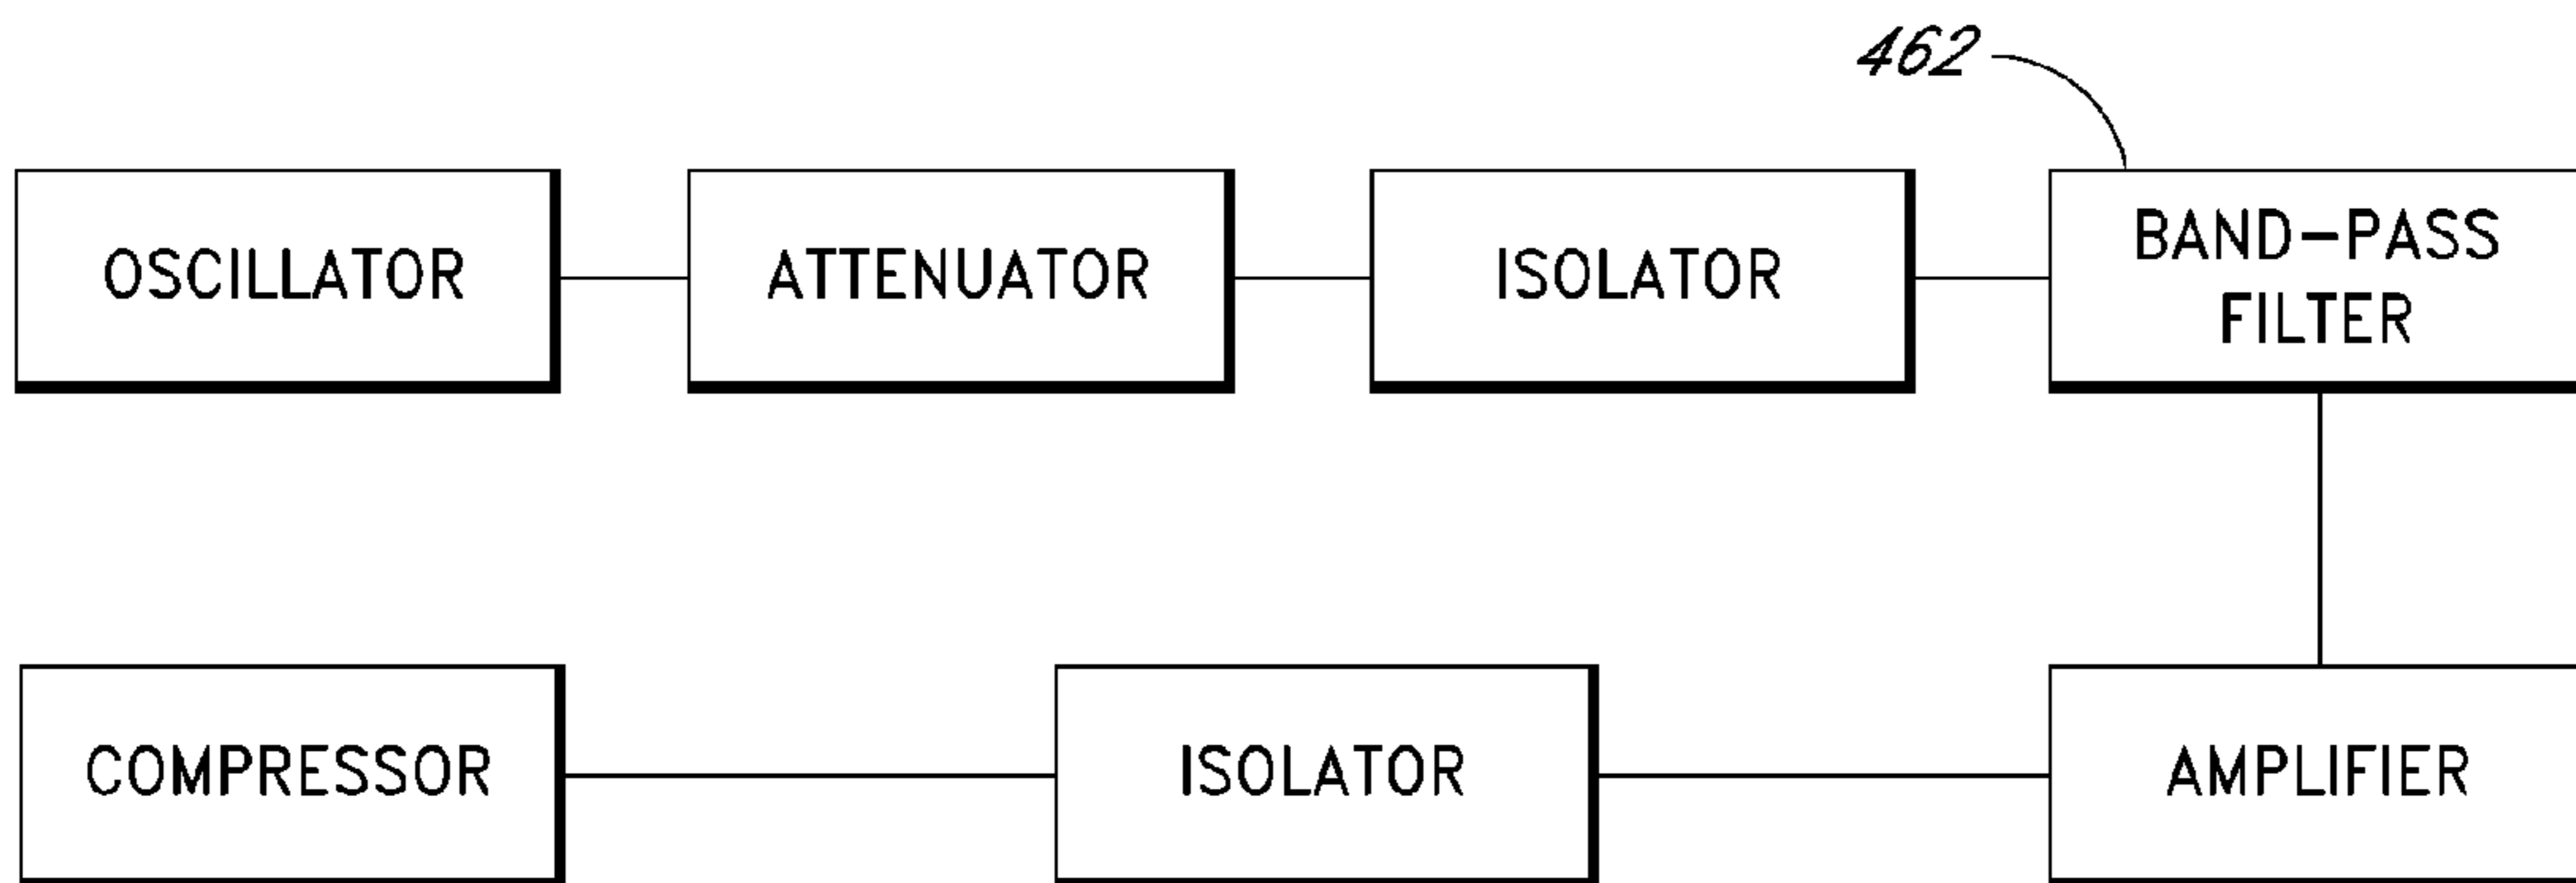 462
OSCILLATOR
ATTENUATOR
ISOLATOR
BAND-PASS
FILTER
COMPRESSOR
ISOLATOR
AMPLIFIER